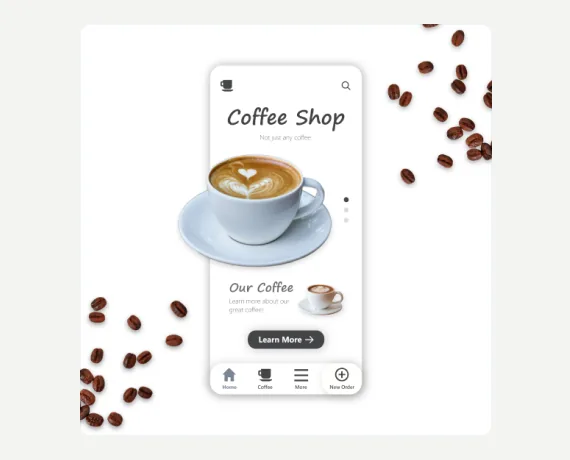 Coffee Shop
Not just any coffee
Our Coffee
Learn more about our
great coffee!
Learn More
Home
Coffee
More
New Order